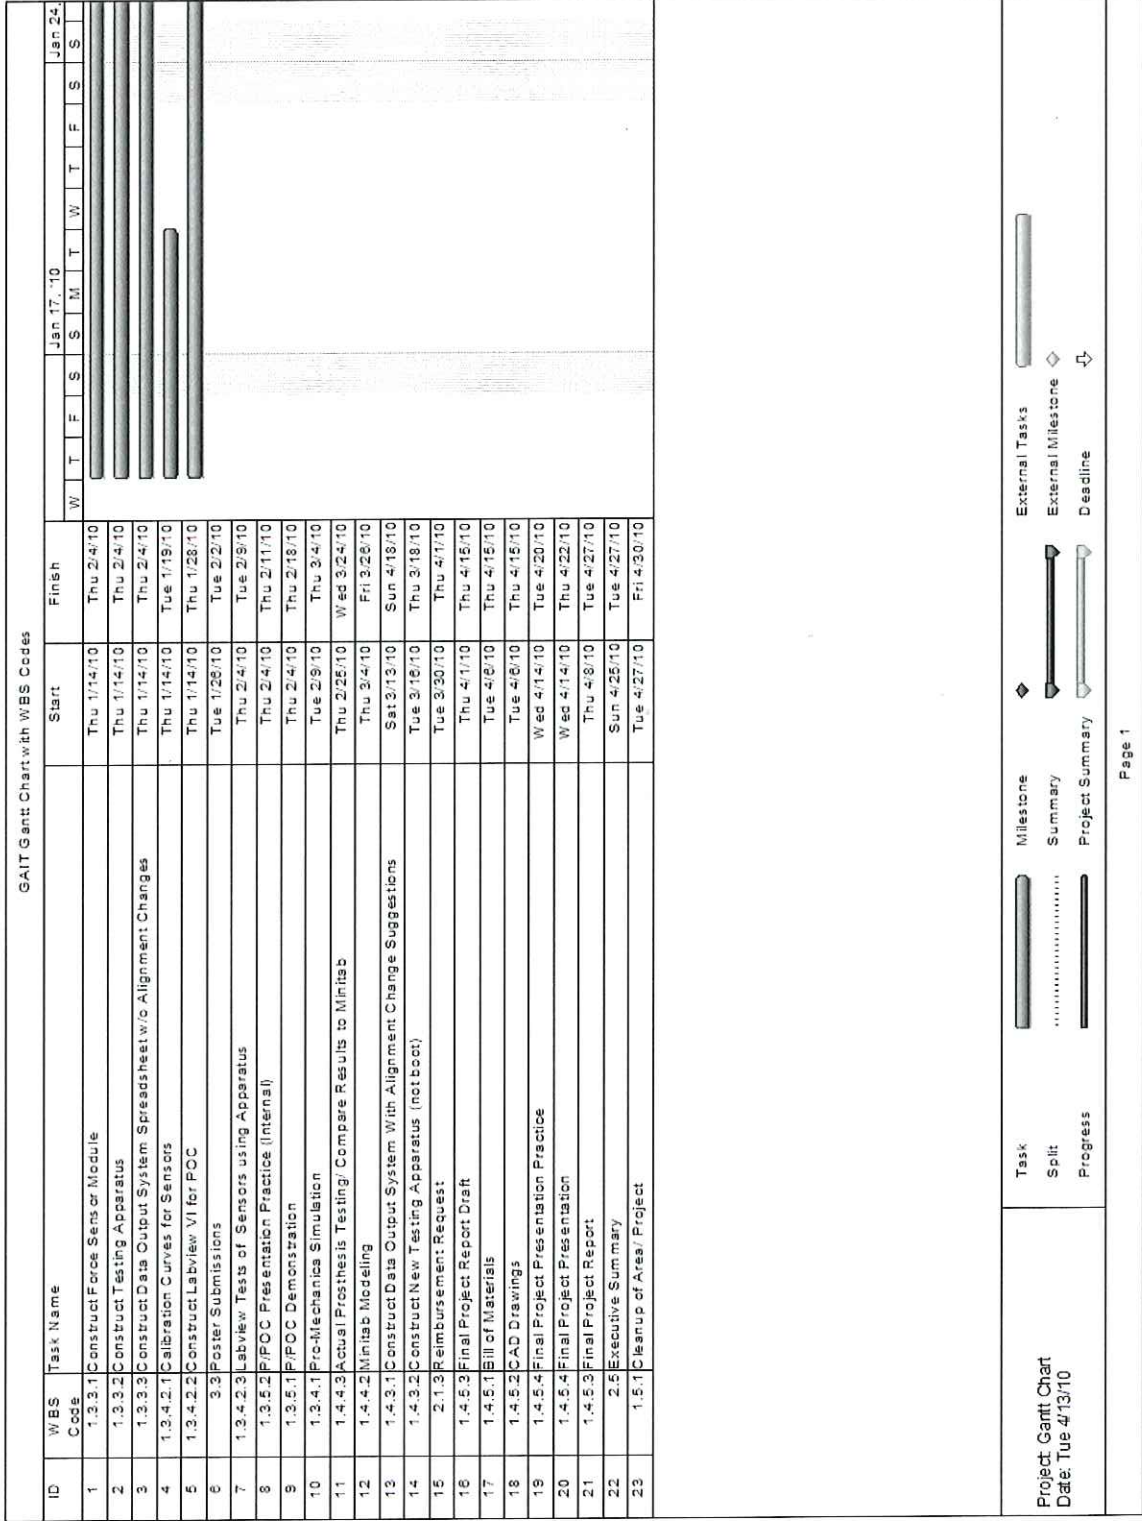 GAIT Gantt Chart with WBS Codes
ID WBS Code Task Name Start Finish Jan 17, '10 Jan 24,
W T F S S M T W T F S S
1 1.3.3.1 Construct Force Sensor Module Thu 1/14/10 Thu 2/4/10
2 1.3.3.2 Construct Testing Apparatus Thu 1/14/10 Thu 2/4/10
3 1.3.3.3 Construct Data Output System Spreadsheet w/o Alignment Changes Thu 1/14/10 Thu 2/4/10
4 1.3.4.2.1 Calibration Curves for Sensors Thu 1/14/10 Tue 1/19/10
5 1.3.4.2.2 Construct Labview VI for POC Thu 1/14/10 Thu 1/28/10
6 3.3 Poster Submissions Tue 1/26/10 Tue 2/2/10
7 1.3.4.2.3 Labview Tests of Sensors using Apparatus Thu 2/4/10 Tue 2/9/10
8 1.3.5.2 P/POC Presentation Practice (Internal) Thu 2/4/10 Thu 2/11/10
9 1.3.5.1 P/POC Demonstration Thu 2/4/10 Thu 2/18/10
10 1.3.4.1 Pro-Mechanica Simulation Tue 2/9/10 Thu 3/4/10
11 1.4.4.3 Actual Prosthesis Testing/ Compare Results to Minitab Thu 2/25/10 Wed 3/24/10
12 1.4.4.2 Minitab Modeling Thu 3/4/10 Fri 3/26/10
13 1.4.3.1 Construct Data Output System With Alignment Change Suggestions Sat 3/13/10 Sun 4/18/10
14 1.4.3.2 Construct New Testing Apparatus (not boot) Tue 3/16/10 Thu 3/18/10
15 2.1.3 Reimbursement Request Tue 3/30/10 Thu 4/1/10
16 1.4.5.3 Final Project Report Draft Thu 4/1/10 Thu 4/15/10
17 1.4.5.1 Bill of Materials Tue 4/6/10 Thu 4/15/10
18 1.4.5.2 CAD Drawings Tue 4/6/10 Thu 4/15/10
19 1.4.5.4 Final Project Presentation Practice Wed 4/14/10 Tue 4/20/10
20 1.4.5.4 Final Project Presentation Wed 4/14/10 Thu 4/22/10
21 1.4.5.3 Final Project Report Thu 4/8/10 Tue 4/27/10
22 2.5 Executive Summary Sun 4/25/10 Tue 4/27/10
23 1.5.1 Cleanup of Area/ Project Tue 4/27/10 Fri 4/30/10
Project: Gantt Chart
Date: Tue 4/13/10
Task Milestone External Tasks
Split Summary External Milestone
Progress Project Summary Deadline
Page 1